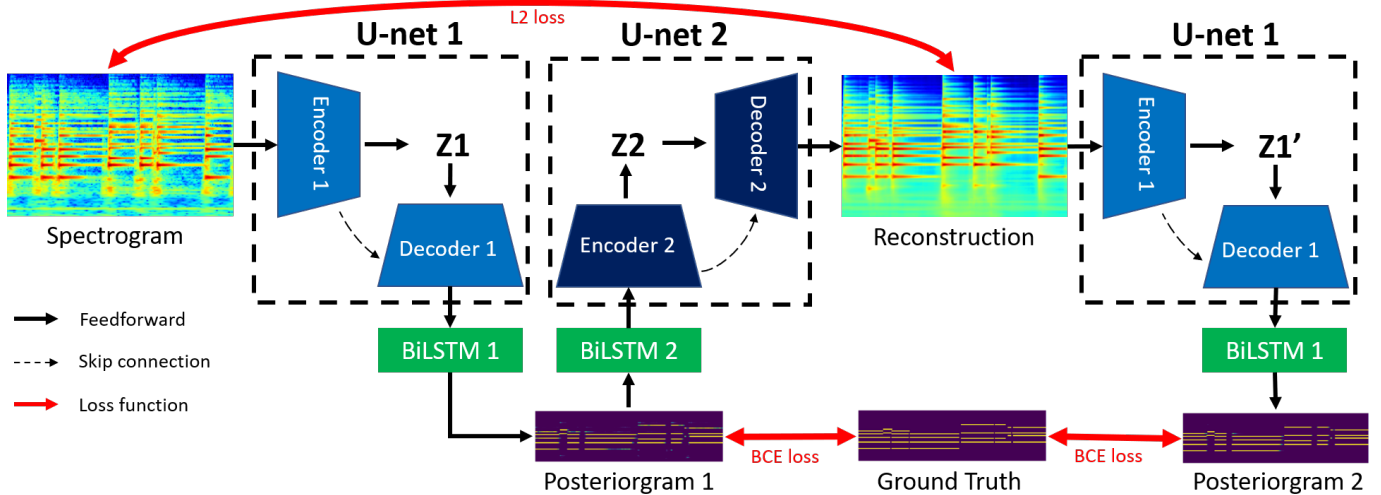 L2 loss
U-net 1
U-net 2
U-net 1
Encoder 1
Z1
Decoder 1
Z2
Encoder 2
Decoder 2
Encoder 1
Z1’
Decoder 1
Spectrogram
Reconstruction
Feedforward
Skip connection
Loss function
BiLSTM 1
BiLSTM 2
BiLSTM 1
BCE loss
BCE loss
Posteriorgram 1
Ground Truth
Posteriorgram 2